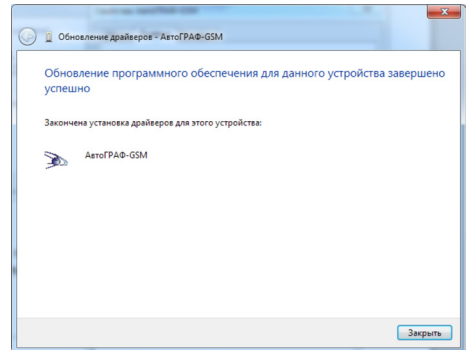 Обновление драйверов - АвтоГРАФ-GSM
Обновление программного обеспечения для данного устройства завершено
успешно
Закончена установка драйверов для этого устройства:
АвтоГРАФ-GSM
Закрыть